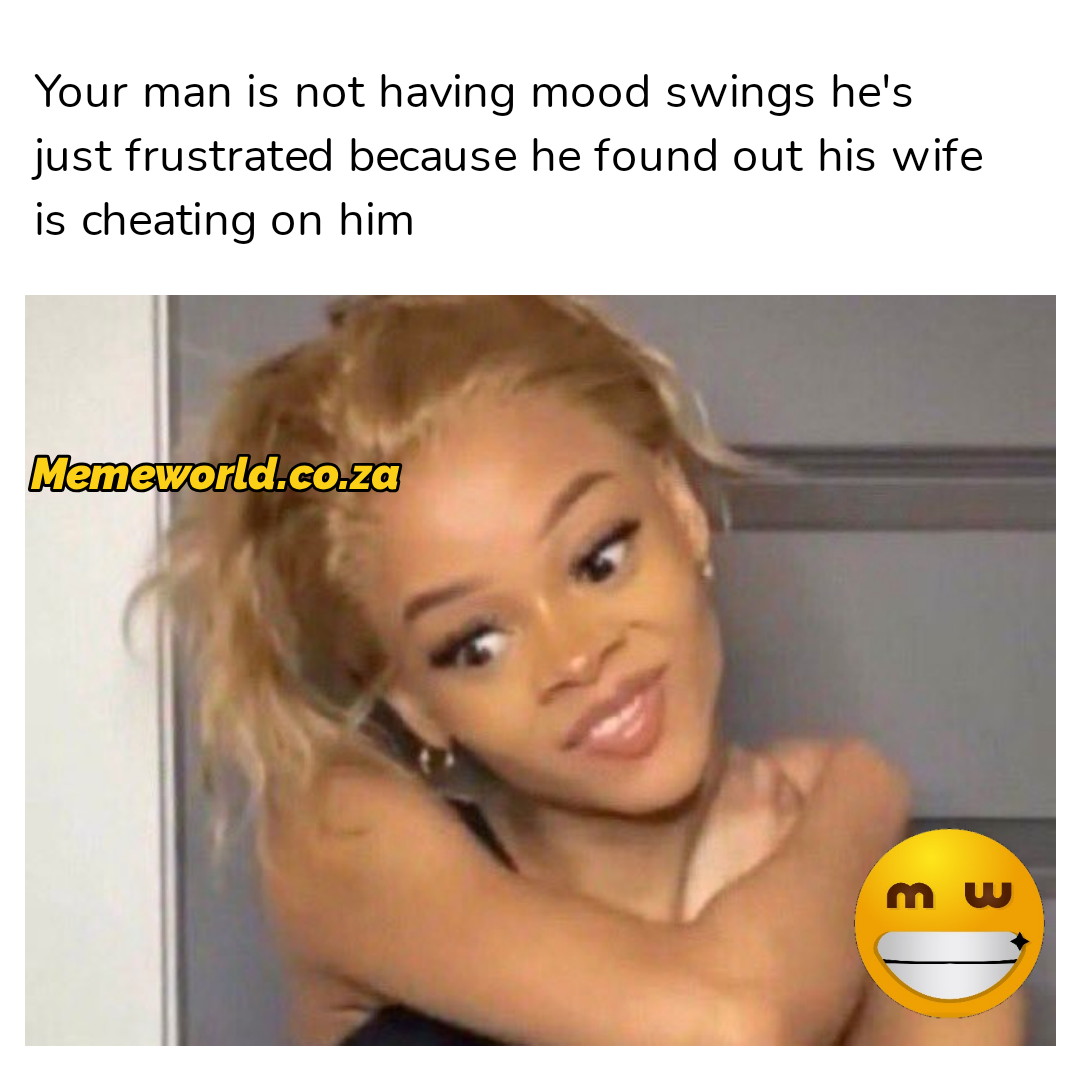 Your man is not having mood swings he's
just frustrated because he found out his wife
is cheating on him
Memeworld.co.za
m w